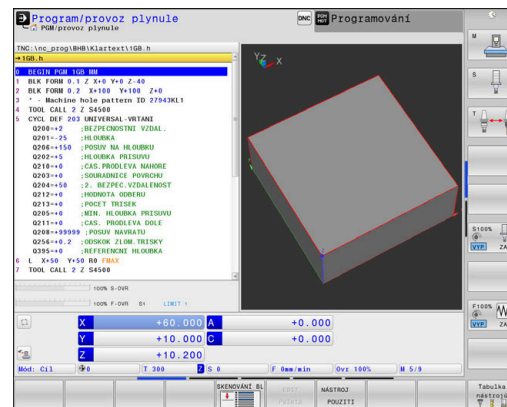 Program/provoz plynule
PGM/provoz plynule
DNC
Programování
TNC:\nc_prog\BHB\Klartext\1GB.h
→1GB.h
0 BEGIN PGM 1GB MM
1 BLK FORM 0.1 Z X+0 Y+0 Z-40
2 BLK FORM 0.2 X+100 Y+100 Z+0
3 * - Machine hole pattern ID 27943KL1
4 TOOL CALL 2 Z S4500
5 CYCL DEF 203 UNIVERSAL-VRTANI
Q200=+2 ;BEZPECNOSTNI VZDAL.
Q201=-25 ;HLOUBKA
Q206=+150 ;POSUV NA HLOUBKU
Q202=+5 ;HLOUBKA PRISUVU
Q210=+0 ;CAS.PRODLEVA NAHORE
Q203=+0 ;SOURADNICE POVRCHU
Q204=+50 ;2. BEZPEC.VZDALENOST
Q212=+0 ;HODNOTA ODBERU
Q213=+0 ;POCET TRISEK
Q205=+0 ;MIN. HLOUBKA PRISUVU
Q211=+0 ;CAS. PRODLEVA DOLE
Q208=+99999 ;POSUV NAVRATU
Q256=+0.2 ;ODSKOK ZLOM.TRISKY
Q395=+0 ;REFERENCNI HLOUBKA
6 L X+50 Y+50 R0 FMAX
7 TOOL CALL 2 Z S4500
Y Z X
100% S-OVR
100% F-OVR S1 LIMIT 1
X +60.000 A +0.000
Y +10.000 C +0.000
Z +10.200
Mód: Cíl 0 T 300 Z S 0 F 0mm/min Ovr 100% M 5/9
M
S
T
S100%
VYP ZA
F100%
VYP ZA
SKENOVÁNÍ BL
NÁSTROJ
POUZITI
Tabulka
nástrojů